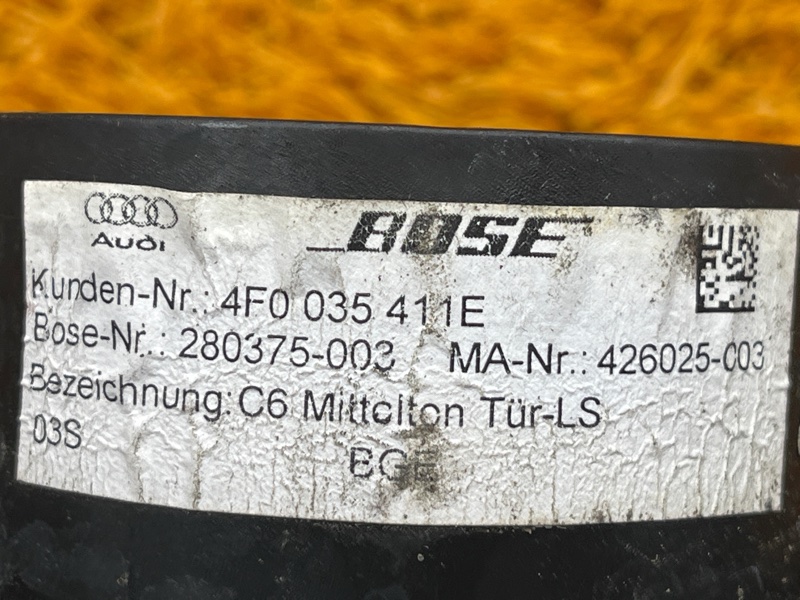 Audi BOSE
Kunden-Nr.: 4F0 035 411E
Bose-Nr.: 280375-003 MA-Nr.: 426025-003
Bezeichnung: C6 Mittelton Tür-LS
03S